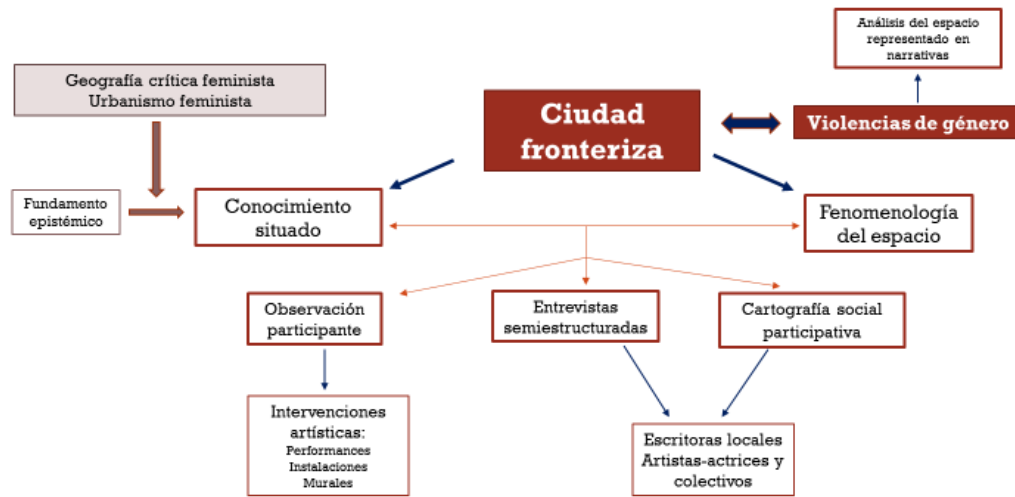 Análisis del espacio
representado en
narrativas
Geografía crítica feminista
Urbanismo feminista
Ciudad
fronteriza
Violencias de género
Fundamento
epistémico
Conocimiento
situado
Fenomenología
del espacio
Observación
participante
Entrevistas
semiestructuradas
Cartografía social
participativa
Intervenciones
artísticas:
Performances
Instalaciones
Murales
Escritoras locales
Artistas-actrices y
colectivos